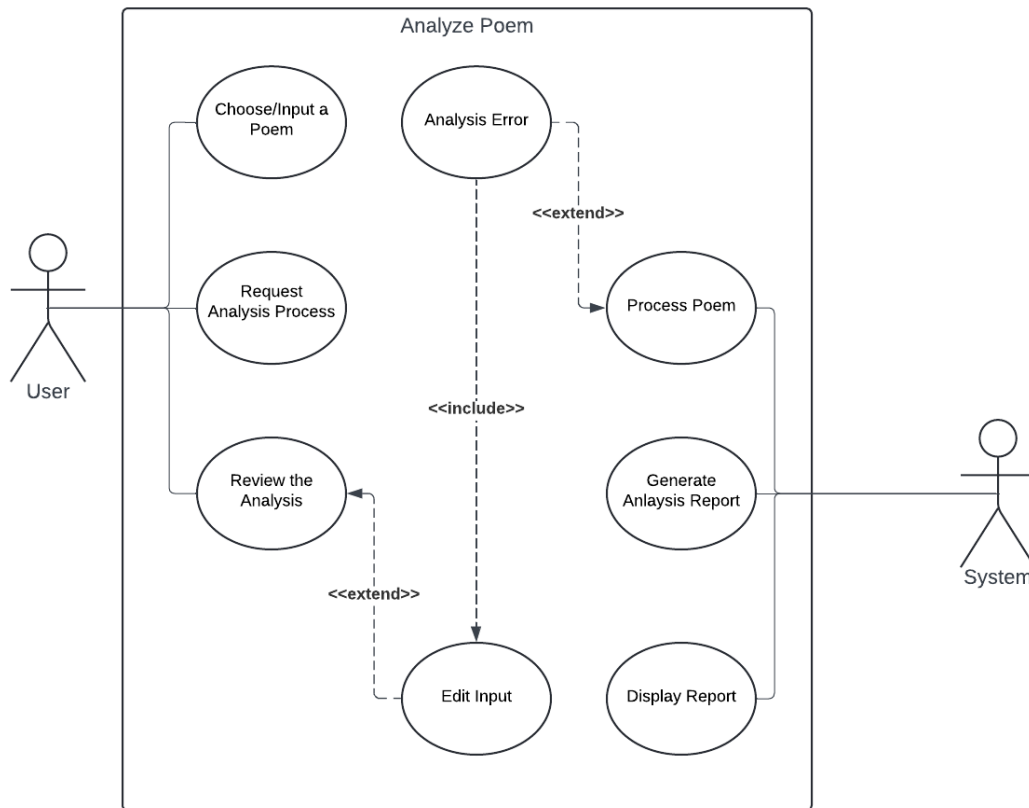 Analyze Poem
Choose/Input a
Poem
Analysis Error
<<extend>>
Request
Analysis Process
Process Poem
User
<<include>>
Review the
Analysis
Generate
Anlaysis Report
System
<<extend>>
Edit Input
Display Report